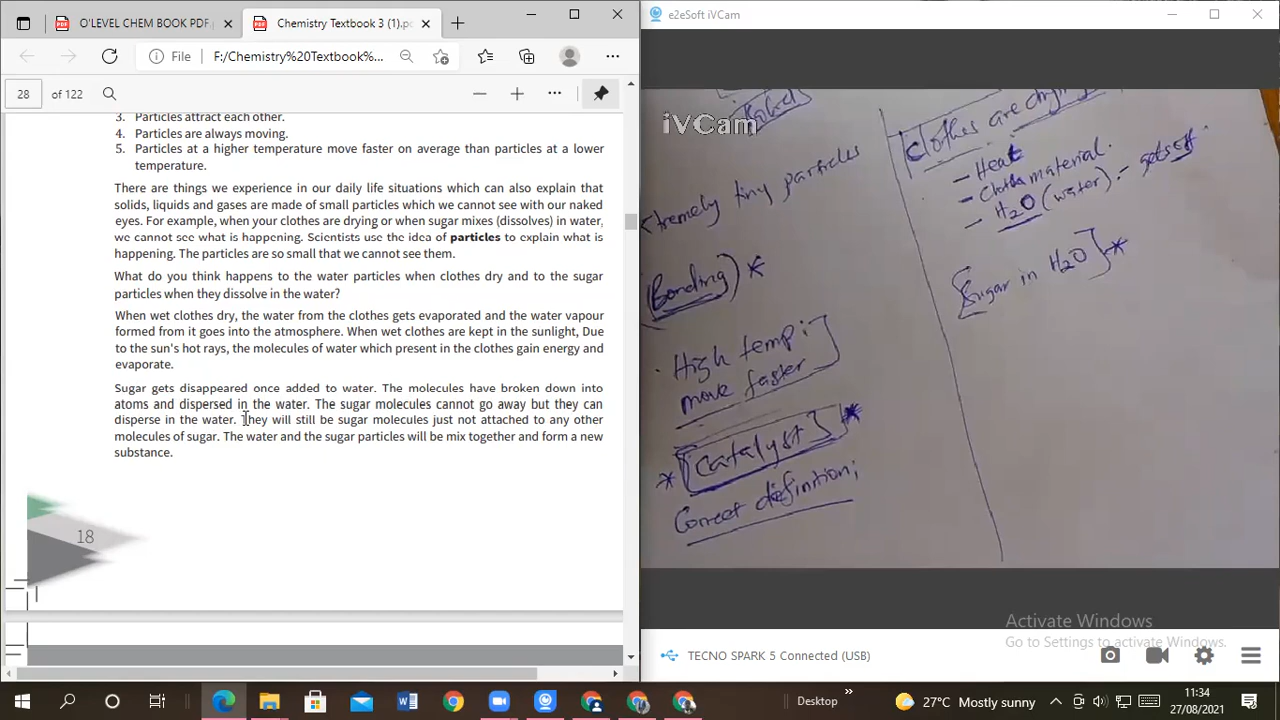 O'LEVEL CHEM BOOK PDF
Chemistry Textbook 3 (1).pc
File
F:/Chemistry%20Textbook%...
28
of 122
3. Particles attract each other.
4. Particles are always moving.
5. Particles at a higher temperature move faster on average than particles at a lower
temperature.
There are things we experience in our daily life situations which can also explain that
solids, liquids and gases are made of small particles which we cannot see with our naked
eyes. For example, when your clothes are drying or when sugar mixes (dissolves) in water,
we cannot see what is happening. Scientists use the idea of particles to explain what is
happening. The particles are so small that we cannot see them.
What do you think happens to the water particles when clothes dry and to the sugar
particles when they dissolve in the water?
When wet clothes dry, the water from the clothes gets evaporated and the water vapour
formed from it goes into the atmosphere. When wet clothes are kept in the sunlight, Due
to the sun's hot rays, the molecules of water which present in the clothes gain energy and
evaporate.
Sugar gets disappeared once added to water. The molecules have broken down into
atoms and dispersed in the water. The sugar molecules cannot go away but they can
disperse in the water. They will still be sugar molecules just not attached to any other
molecules of sugar. The water and the sugar particles will be mix together and form a new
substance.
18
e2eSoft iVCam
iVCam
xtremely tiny particles
(Bonding) *
High temp;
move faster
* [Catalyst] *
Correct definition;
Clothes are drying
- Heat
- Cloth material.
- H2O (water). - gets
{Sugar in H2O} *
Activate Windows
Go to Settings to activate Windows.
TECNO SPARK 5 Connected (USB)
Desktop
27°C Mostly sunny
11:34
27/08/2021